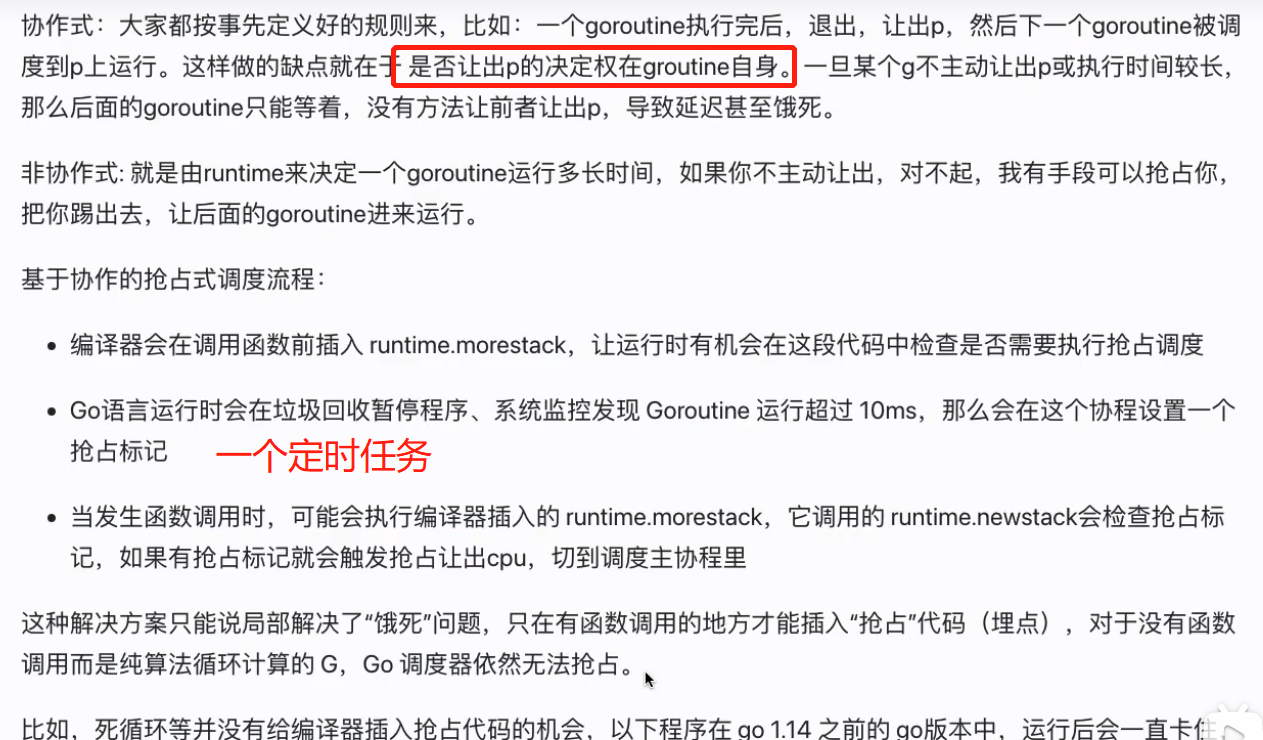 协作式：大家都按事先定义好的规则来，比如：一个goroutine执行完后，退出，让出p，然后下一个goroutine被调
度到p上运行。这样做的缺点就在于 是否让出p的决定权在groutine自身。一旦某个g不主动让出p或执行时间较长，
那么后面的goroutine只能等着，没有方法让前者让出p，导致延迟甚至饿死。
非协作式: 就是由runtime来决定一个goroutine运行多长时间，如果你不主动让出，对不起，我有手段可以抢占你，
把你踢出去，让后面的goroutine进来运行。
基于协作的抢占式调度流程：
• 编译器会在调用函数前插入 runtime.morestack，让运行时有机会在这段代码中检查是否需要执行抢占调度
• Go语言运行时会在垃圾回收暂停程序、系统监控发现 Goroutine 运行超过 10ms，那么会在这个协程设置一个
抢占标记
一个定时任务
• 当发生函数调用时，可能会执行编译器插入的 runtime.morestack，它调用的 runtime.newstack会检查抢占标
记，如果有抢占标记就会触发抢占让出cpu，切到调度主协程里
这种解决方案只能说局部解决了“饿死”问题，只在有函数调用的地方才能插入“抢占”代码（埋点），对于没有函数
调用而是纯算法循环计算的 G，Go 调度器依然无法抢占。
比如，死循环等并没有给编译器插入抢占代码的机会，以下程序在 go 1.14 之前的 go版本中，运行后会一直卡住